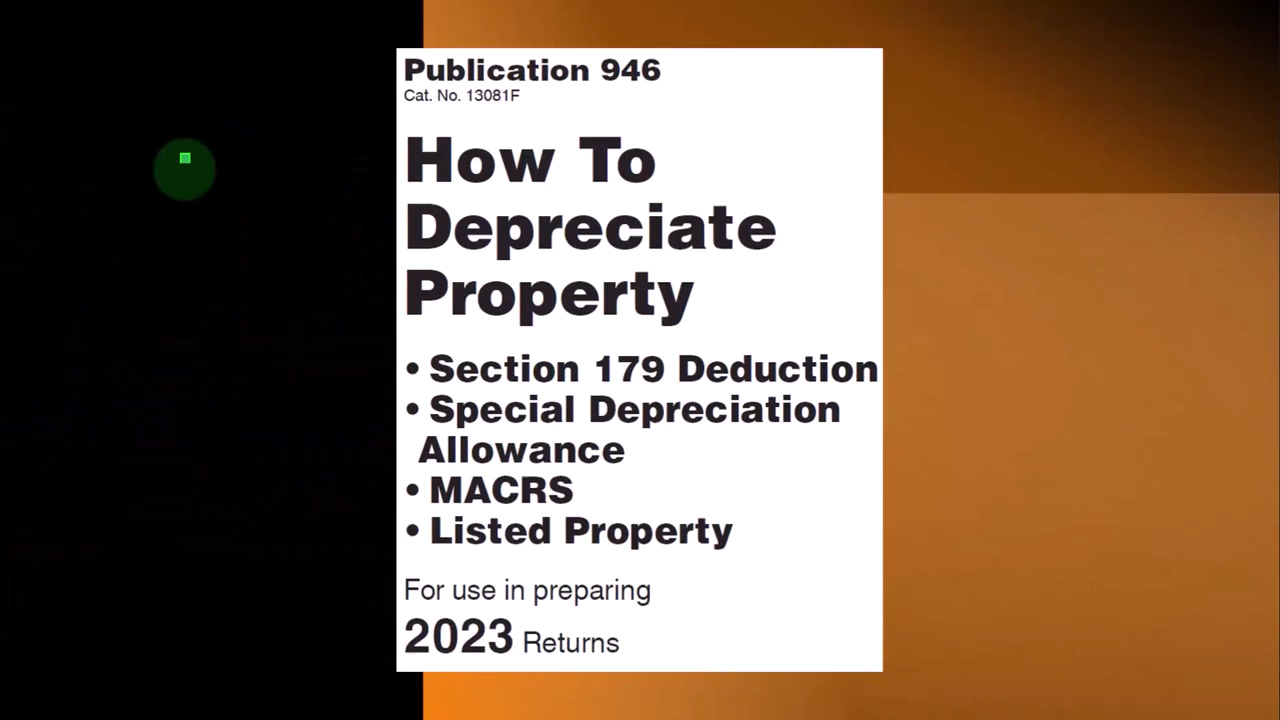 Publication 946
Cat. No. 13081F
How To
Depreciate
Property
• Section 179 Deduction
• Special Depreciation
Allowance
• MACRS
• Listed Property
For use in preparing
2023 Returns